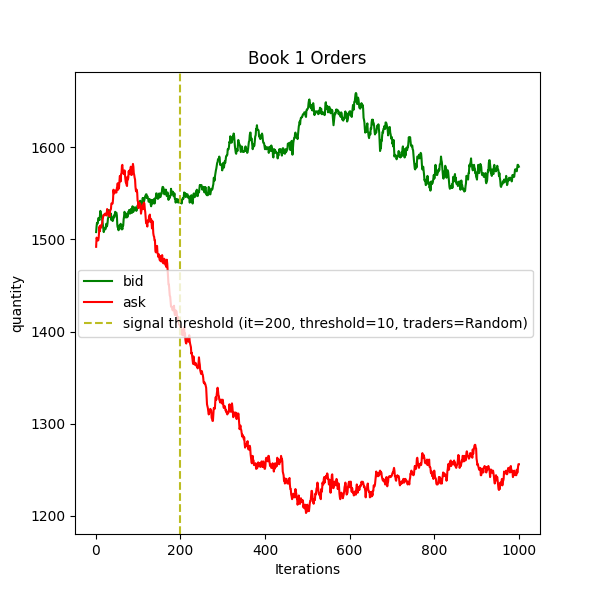 Book 1 Orders
1600
1500
1400
1300
1200
quantity
bid
ask
signal threshold (it=200, threshold=10, traders=Random)
0 200 400 600 800 1000
Iterations